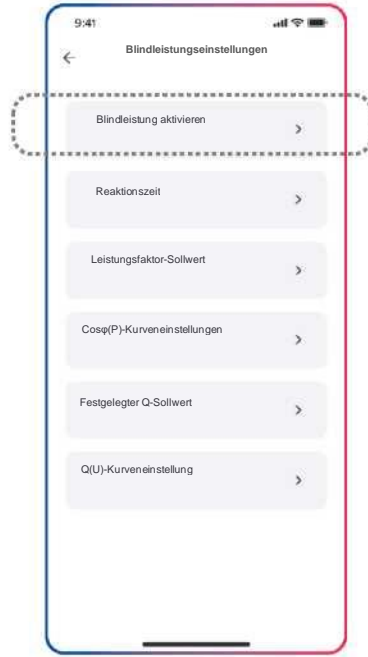 9:41
Blindleistungseinstellungen
Blindleistung aktivieren
Reaktionszeit
Leistungsfaktor-Sollwert
Cosφ(P)-Kurveneinstellungen
Festgelegter Q-Sollwert
Q(U)-Kurveneinstellung